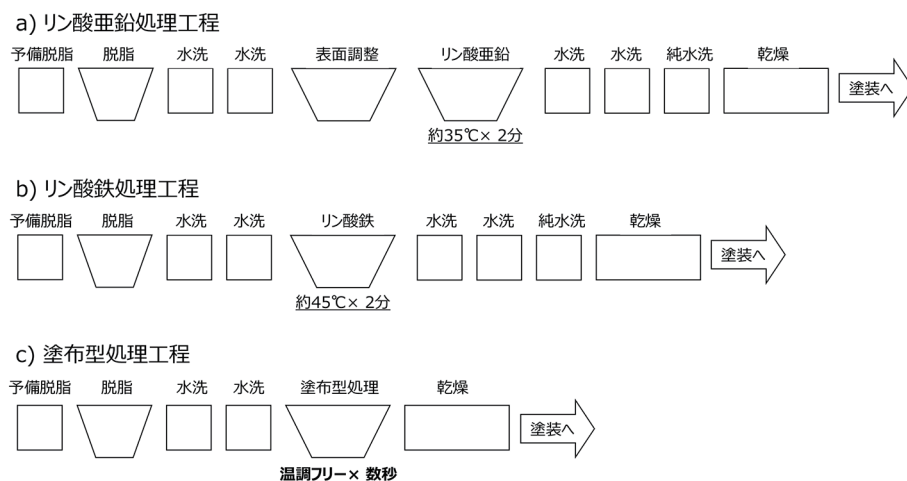 a) リン酸亜鉛処理工程
予備脱脂 脱脂 水洗 水洗 表面調整 リン酸亜鉛 水洗 水洗 純水洗 乾燥
塗装へ
約35℃× 2分
b) リン酸鉄処理工程
予備脱脂 脱脂 水洗 水洗 リン酸鉄 水洗 水洗 純水洗 乾燥
塗装へ
約45℃× 2分
c) 塗布型処理工程
予備脱脂 脱脂 水洗 水洗 塗布型処理 乾燥
塗装へ
温調フリー× 数秒